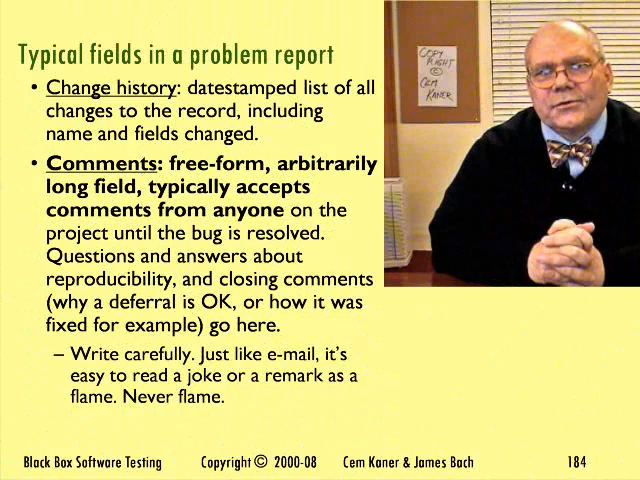 Typical fields in a problem report
• Change history: datestamped list of all
changes to the record, including
name and fields changed.
• Comments: free-form, arbitrarily
long field, typically accepts
comments from anyone on the
project until the bug is resolved.
Questions and answers about
reproducibility, and closing comments
(why a deferral is OK, or how it was
fixed for example) go here.
– Write carefully. Just like e-mail, it's
easy to read a joke or a remark as a
flame. Never flame.
COPY
RIGHT
©
CEM
KANER
Black Box Software Testing Copyright © 2000-08 Cem Kaner & James Bach 184